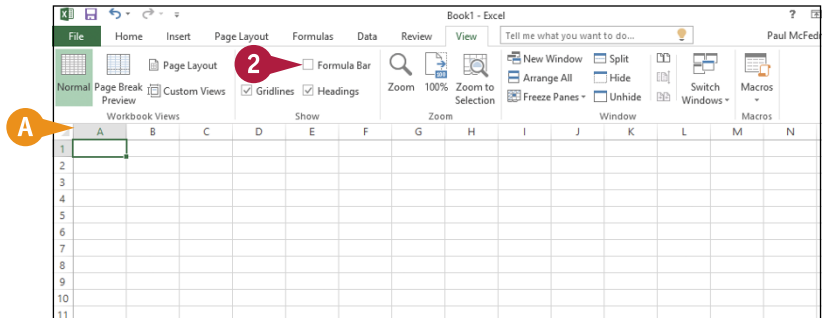 Book1 - Excel ?
File Home Insert Page Layout Formulas Data Review View Tell me what you want to do... Paul McFedr
Normal Page Break Preview Page Layout Custom Views
Workbook Views
2
Formula Bar
Gridlines Headings
Show
Zoom 100% Zoom to Selection
Zoom
New Window Split
Arrange All Hide
Freeze Panes Unhide
Switch Windows
Window
Macros
Macros
A
A B C D E F G H I J K L M N
1
2
3
4
5
6
7
8
9
10
11